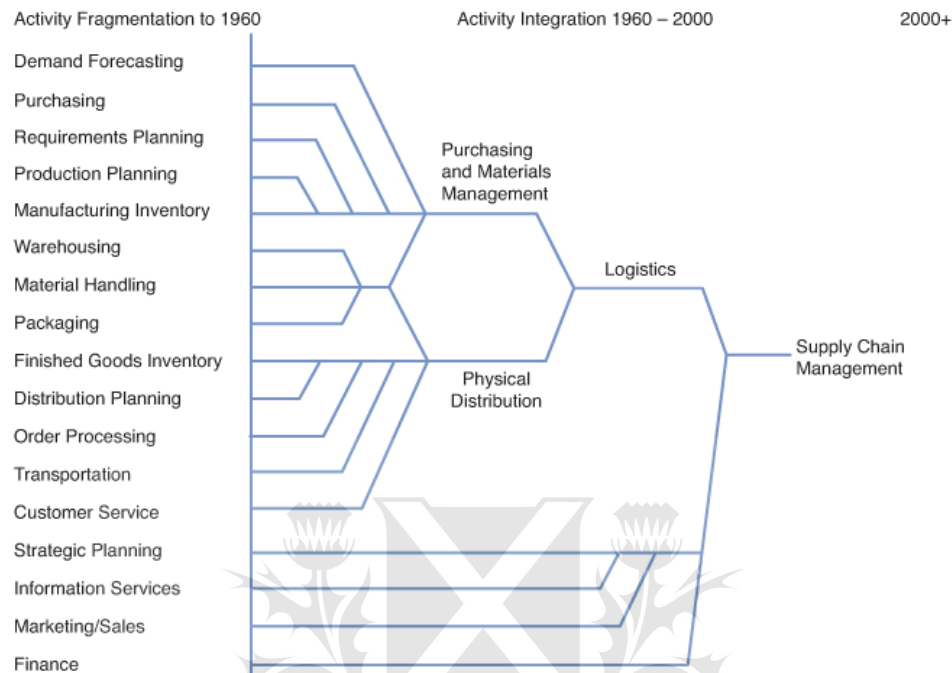 Activity Fragmentation to 1960
Activity Integration 1960 – 2000
2000+
Demand Forecasting
Purchasing
Requirements Planning
Production Planning
Manufacturing Inventory
Warehousing
Material Handling
Packaging
Finished Goods Inventory
Distribution Planning
Order Processing
Transportation
Customer Service
Strategic Planning
Information Services
Marketing/Sales
Finance
Purchasing
and Materials
Management
Physical
Distribution
Logistics
Supply Chain
Management